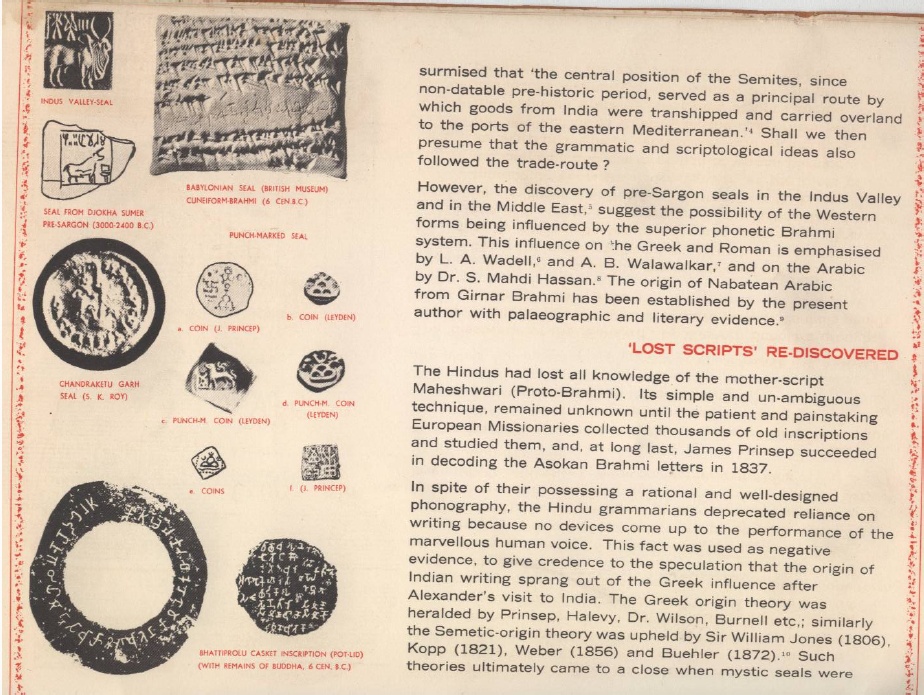 INDUS VALLEY-SEAL
BABYLONIAN SEAL (BRITISH MUSEUM)
CUNEIFORM-BRAHMI (6 CEN.B.C.)
SEAL FROM DJOKHA SUMER
PRE-SARGON (3000-2400 B.C.)
PUNCH-MARKED SEAL
a. COIN (J. PRINCEP)
b. COIN (LEYDEN)
CHANDRAKETU GARH
SEAL (S. K. ROY)
c. PUNCH-M. COIN (LEYDEN)
d. PUNCH-M. COIN
(LEYDEN)
e. COINS
f. (J. PRINCEP)
BHATTIPROLU CASKET INSCRIPTION (POT-LID)
(WITH REMAINS OF BUDDHA, 6 CEN. B.C.)
surmised that 'the central position of the Semites, since
non-datable pre-historic period, served as a principal route by
which goods from India were transhipped and carried overland
to the ports of the eastern Mediterranean.'⁴ Shall we then
presume that the grammatic and scriptological ideas also
followed the trade-route ?
However, the discovery of pre-Sargon seals in the Indus Valley
and in the Middle East,⁵ suggest the possibility of the Western
forms being influenced by the superior phonetic Brahmi
system. This influence on the Greek and Roman is emphasised
by L. A. Wadell,⁶ and A. B. Walawalkar,⁷ and on the Arabic
by Dr. S. Mahdi Hassan.⁸ The origin of Nabatean Arabic
from Girnar Brahmi has been established by the present
author with palaeographic and literary evidence.⁹
'LOST SCRIPTS' RE-DISCOVERED
The Hindus had lost all knowledge of the mother-script
Maheshwari (Proto-Brahmi). Its simple and un-ambiguous
technique, remained unknown until the patient and painstaking
European Missionaries collected thousands of old inscriptions
and studied them, and, at long last, James Prinsep succeeded
in decoding the Asokan Brahmi letters in 1837.
In spite of their possessing a rational and well-designed
phonography, the Hindu grammarians deprecated reliance on
writing because no devices come up to the performance of the
marvellous human voice. This fact was used as negative
evidence, to give credence to the speculation that the origin of
Indian writing sprang out of the Greek influence after
Alexander's visit to India. The Greek origin theory was
heralded by Prinsep, Halevy, Dr. Wilson, Burnell etc,; similarly
the Semetic-origin theory was upheld by Sir William Jones (1806),
Kopp (1821), Weber (1856) and Buehler (1872).¹⁰ Such
theories ultimately came to a close when mystic seals were